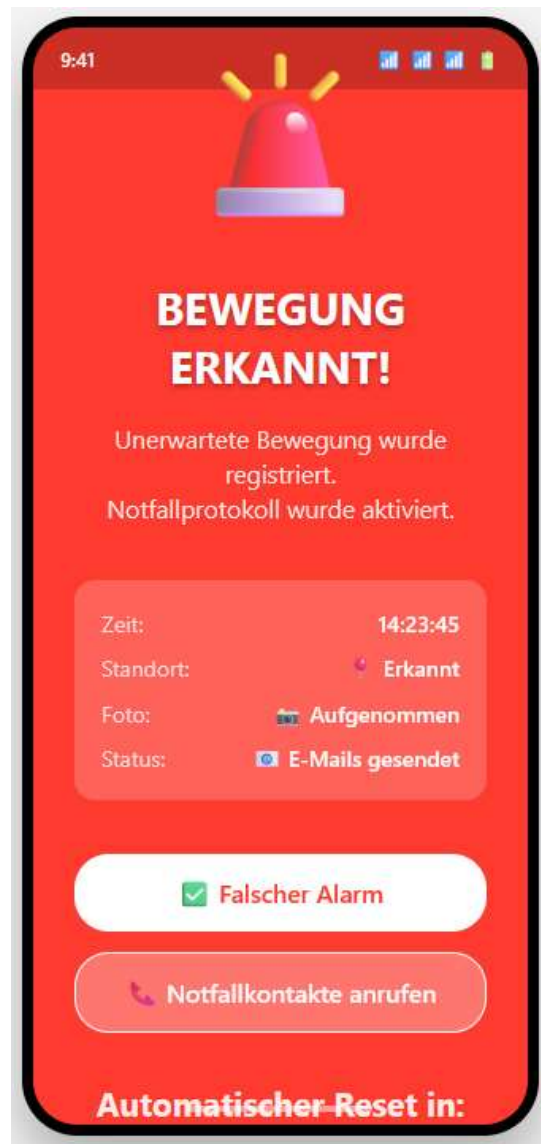 9:41
BEWEGUNG
ERKANNT!
Unerwartete Bewegung wurde
registriert.
Notfallprotokoll wurde aktiviert.
Zeit: 14:23:45
Standort: Erkannt
Foto: Aufgenommen
Status: E-Mails gesendet
Falscher Alarm
Notfallkontakte anrufen
Automatischer Reset in: